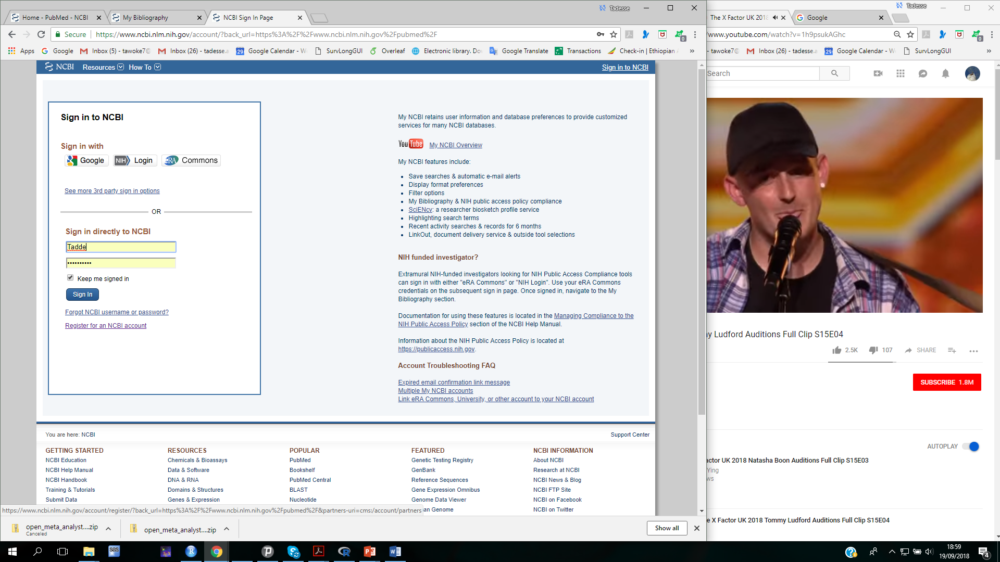 Tadesse
Home - PubMed - NCBI
My Bibliography
NCBI Sign In Page
Secure
https://www.ncbi.nlm.nih.gov/account/?back_url=https%3A%2F%2Fwww.ncbi.nlm.nih.gov%2Fpubmed%2F
0
Apps
Google
Inbox (5) - tawoke7@
Inbox (26) - tadesse.a
Google Calendar - W
SurvLongGUI
Overleaf
Electronic library. Do
Google Translate
Transactions
Check-in | Ethiopian A
»
NCBI
Resources
How To
Sign in to NCBI
Sign in to NCBI
Sign in with
Google
NIH Login
eRA Commons
See more 3rd party sign in options
OR
Sign in directly to NCBI
Tadde
••••••••••
Keep me signed in
Sign In
Forgot NCBI username or password?
Register for an NCBI account
My NCBI retains user information and database preferences to provide customized
services for many NCBI databases.
YouTube My NCBI Overview
My NCBI features include:
• Save searches & automatic e-mail alerts
• Display format preferences
• Filter options
• My Bibliography & NIH public access policy compliance
• SciENcv: a researcher biosketch profile service
• Highlighting search terms
• Recent activity searches & records for 6 months
• LinkOut, document delivery service & outside tool selections
NIH funded investigator?
Extramural NIH-funded investigators looking for NIH Public Access Compliance tools
can sign in with either "eRA Commons" or "NIH Login". Use your eRA Commons
credentials on the subsequent sign in page. Once signed in, navigate to the My
Bibliography section.
Documentation for using these features is located in the Managing Compliance to the
NIH Public Access Policy section of the NCBI Help Manual.
Information about the NIH Public Access Policy is located at
https://publicaccess.nih.gov.
Account Troubleshooting FAQ
Expired email confirmation link message
Multiple My NCBI accounts
Link eRA Commons, University, or other account to your NCBI account
You are here: NCBI
Support Center
GETTING STARTED
NCBI Education
NCBI Help Manual
NCBI Handbook
Training & Tutorials
Submit Data
RESOURCES
Chemicals & Bioassays
Data & Software
DNA & RNA
Domains & Structures
Genes & Expression
POPULAR
PubMed
Bookshelf
PubMed Central
BLAST
Nucleotide
FEATURED
Genetic Testing Registry
GenBank
Reference Sequences
Gene Expression Omnibus
Genome Data Viewer
an Genome
NCBI INFORMATION
About NCBI
Research at NCBI
NCBI News & Blog
NCBI FTP Site
NCBI on Facebook
NCBI on Twitter
https://www.ncbi.nlm.nih.gov/account/register/?back_url=https%3A%2F%2Fwww.ncbi.nlm.nih.gov%2Fpubmed%2F&partners-uri=cms:/account/partners
open_meta_analyst....zip
Canceled
open_meta_analyst....zip
Show all
Tadesse
The X Factor UK 2018
Google
/www.youtube.com/watch?v=1h9psukAGhc
0
- tawoke7@
Inbox (26) - tadesse.a
Google Calendar - W
SurvLongGUI
»
Search
y Ludford Auditions Full Clip S15E04
2.5K
107
SHARE
SUBSCRIBE 1.8M
AUTOPLAY
actor UK 2018 Natasha Boon Auditions Full Clip S15E03
Ying
ws
e X Factor UK 2018 Tommy Ludford Auditions Full Clip S15E04
18:59
19/09/2018
4